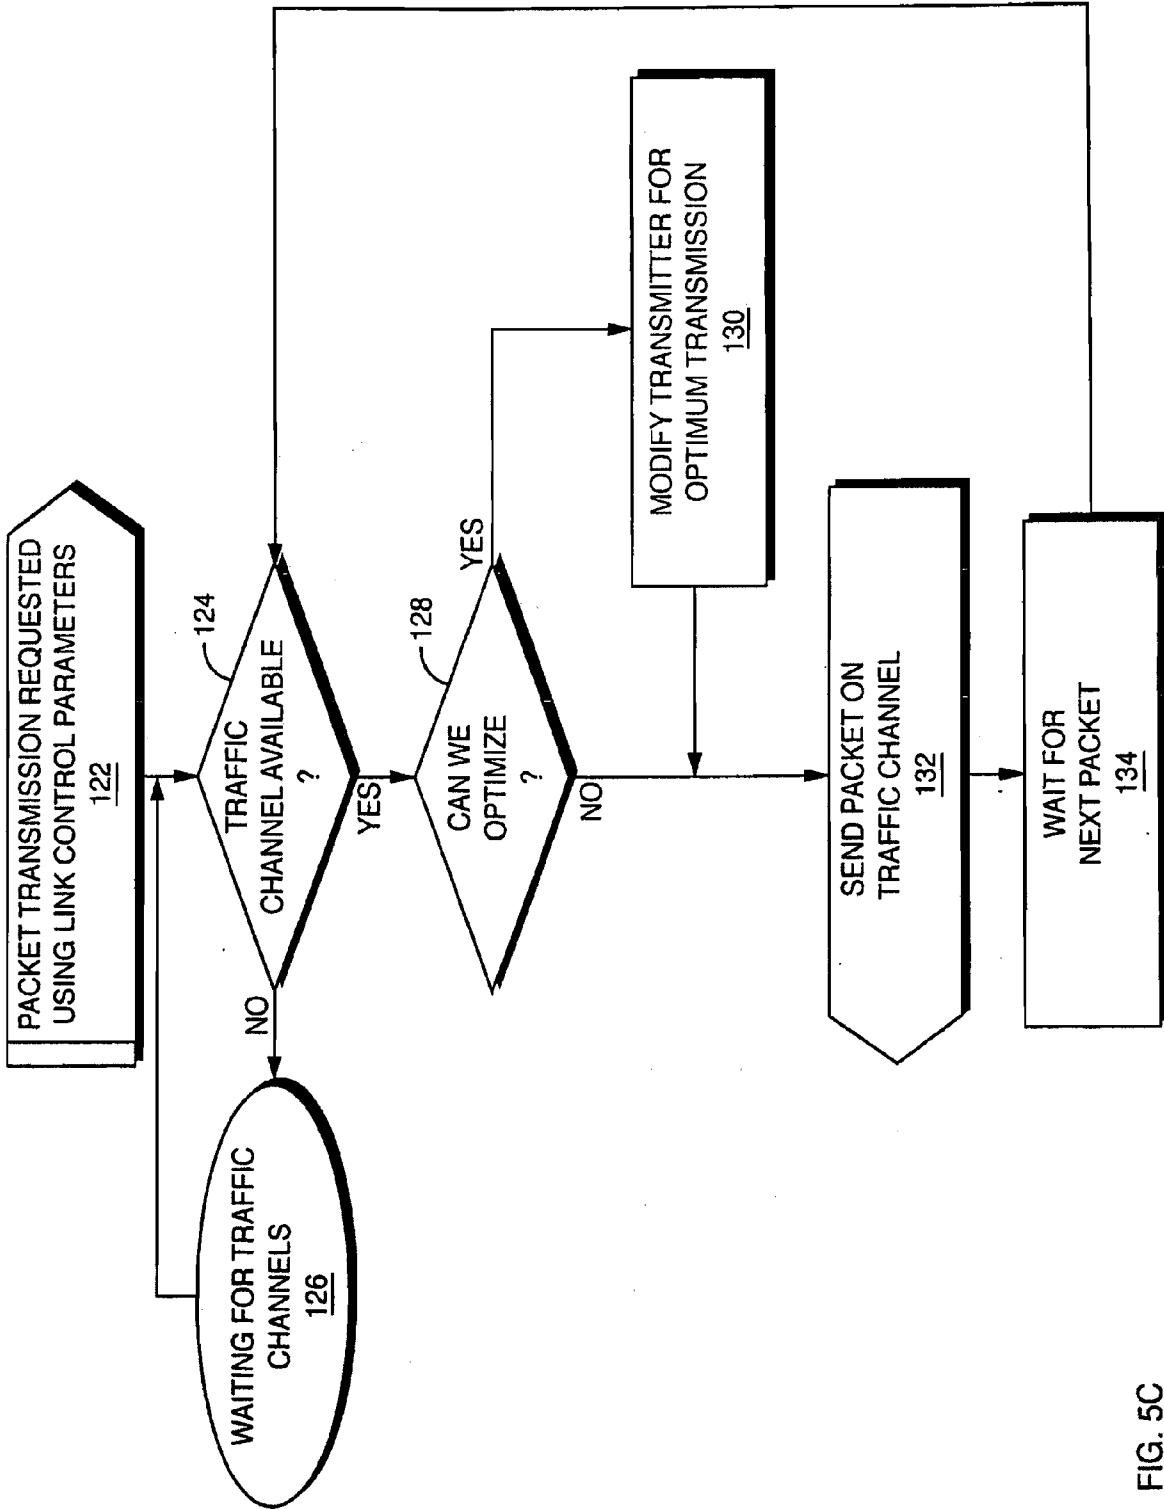 PACKET TRANSMISSION REQUESTED
USING LINK CONTROL PARAMETERS
122
124
TRAFFIC
CHANNEL AVAILABLE
?
NO
YES
WAITING FOR TRAFFIC
CHANNELS
126
128
CAN WE
OPTIMIZE
?
YES
NO
MODIFY TRANSMITTER FOR
OPTIMUM TRANSMISSION
130
SEND PACKET ON
TRAFFIC CHANNEL
132
WAIT FOR
NEXT PACKET
134
FIG. 5C